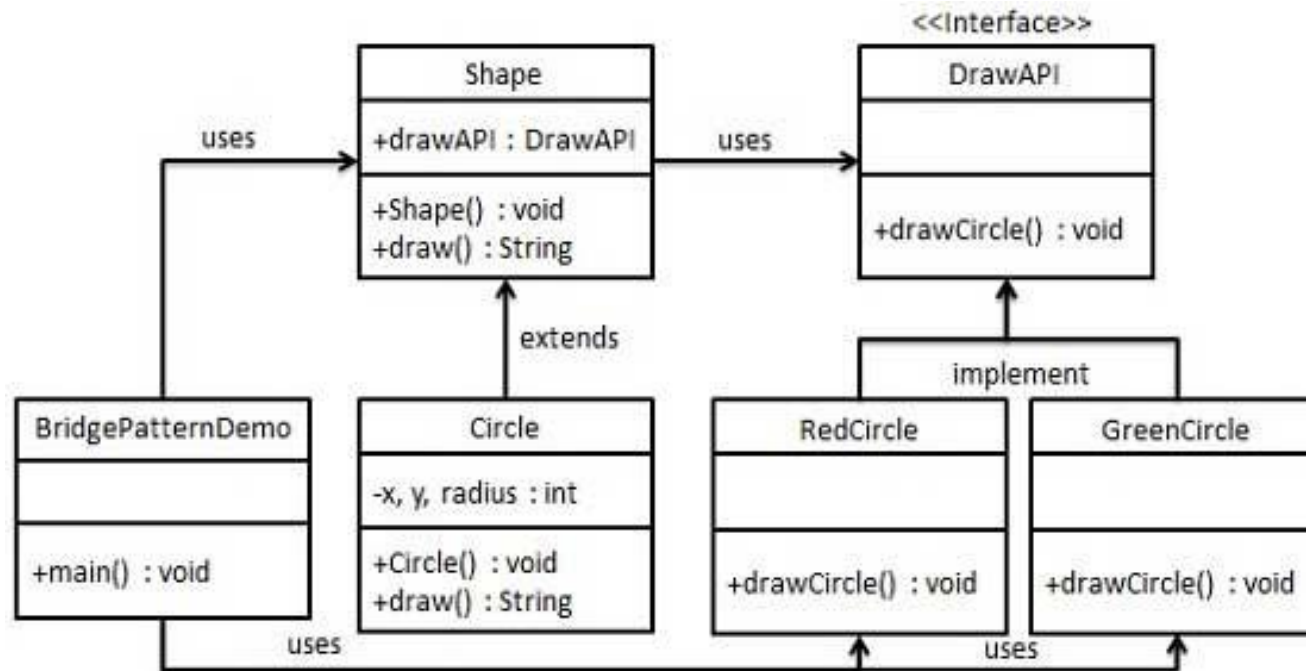 <<Interface>>
Shape
DrawAPI
uses
+drawAPI : DrawAPI
uses
+Shape() : void
+draw() : String
+drawCircle() : void
extends
implement
BridgePatternDemo
Circle
RedCircle
GreenCircle
-x, y, radius : int
+main() : void
+Circle() : void
+draw() : String
+drawCircle() : void
+drawCircle() : void
uses
uses